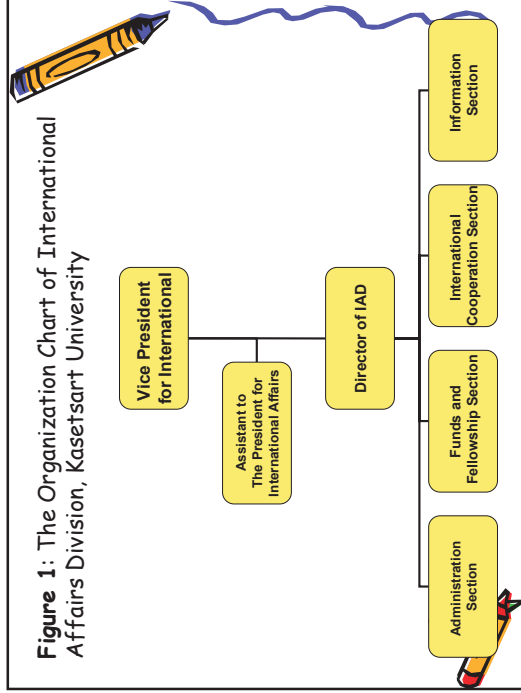 Figure 1: The Organization Chart of International
Affairs Division, Kasetsart University
Vice President
for International
Assistant to
The President for
International Affairs
Director of IAD
Administration
Section
Funds and
Fellowship Section
International
Cooperation Section
Information
Section